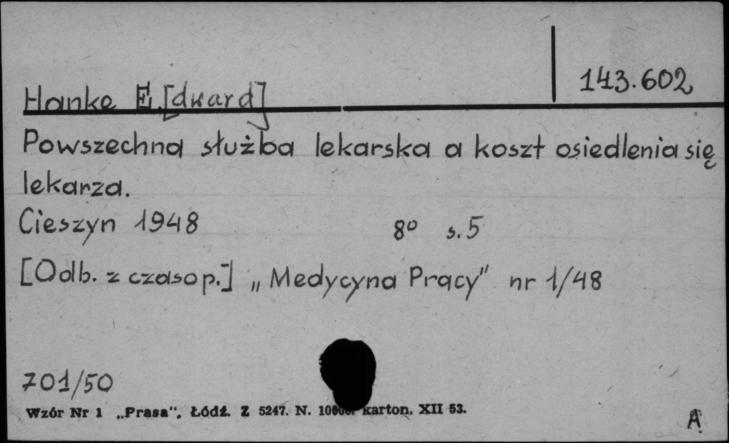 143.602
Hanke E.[dward]
Powszechna służba lekarska a koszt osiedlenia się
lekarza.
Cieszyn 1948 8° s.5
[Odb. z czasop.] „Medycyna Pracy" nr 1/48
701/50
Wzór Nr 1 „Prasa", Łódź. Z 5247. N. karton. XII 53.
A